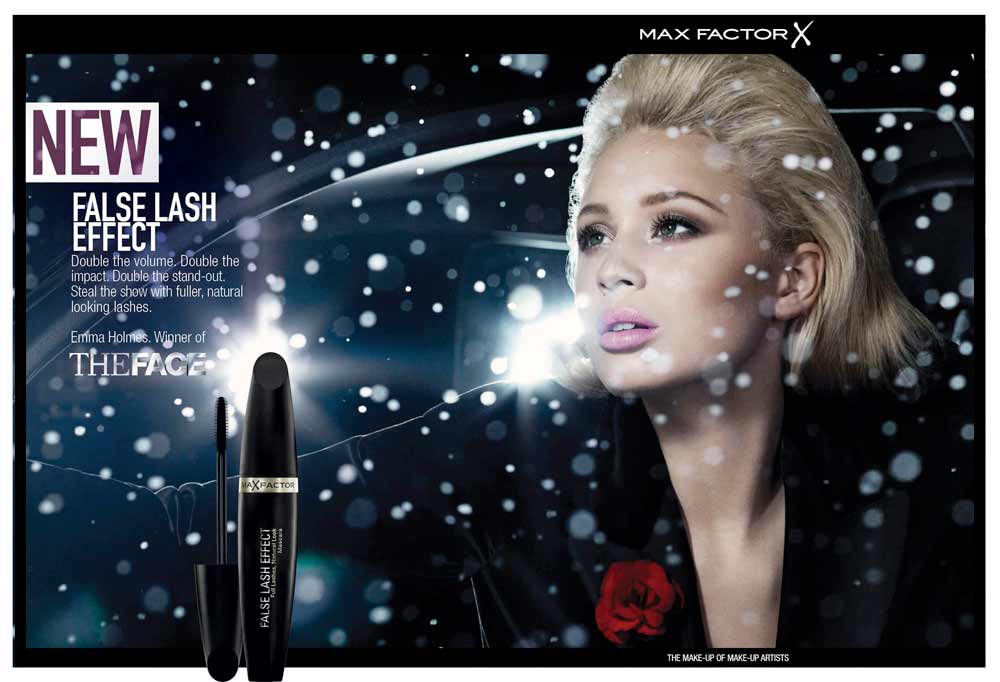 MAX FACTOR X
NEW
FALSE LASH
EFFECT
Double the volume. Double the
impact. Double the stand-out.
Steal the show with fuller, natural
looking lashes.
Emma Holmes. Winner of
THEFACE
MAXFACTOR
FALSE LASH EFFECT
Full Lashes, Natural Look
Mascara
THE MAKE-UP OF MAKE-UP ARTISTS